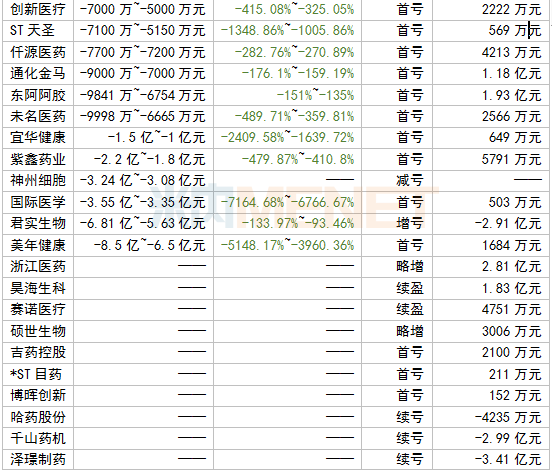 创新医疗 -7000 万~-5000 万元 -415.08%~-325.05% 首亏 2222 万元
ST 天圣 -7100 万~-5150 万元 -1348.86%~-1005.86% 首亏 569 万元
仟源医药 -7700 万~-7200 万元 -282.76%~-270.89% 首亏 4213 万元
通化金马 -9000 万~-7000 万元 -176.1%~-159.19% 首亏 1.18 亿元
东阿阿胶 -9841 万~-6754 万元 -151%~-135% 首亏 1.93 亿元
未名医药 -9998 万~-6665 万元 -489.71%~-359.81% 首亏 2566 万元
宜华健康 -1.5 亿~-1 亿元 -2409.58%~-1639.72% 首亏 649 万元
紫鑫药业 -2.2 亿~-1.8 亿元 -479.87%~-410.8% 首亏 5791 万元
神州细胞 -3.24 亿~-3.08 亿元 —— 减亏 ——
国际医学 -3.55 亿~-3.35 亿元 -7164.68%~-6766.67% 首亏 503 万元
君实生物 -6.81 亿~-5.63 亿元 -133.97%~-93.46% 增亏 -2.91 亿元
美年健康 -8.5 亿~-6.5 亿元 -5148.17%~-3960.36% 首亏 1684 万元
浙江医药 —— —— 略增 2.81 亿元
昊海生科 —— —— 续盈 1.83 亿元
赛诺医疗 —— —— 续盈 4751 万元
硕世生物 —— —— 略增 3006 万元
吉药控股 —— —— 首亏 2100 万元
*ST 目药 —— —— 首亏 211 万元
博晖创新 —— —— 首亏 152 万元
哈药股份 —— —— 续亏 -4235 万元
千山药机 —— —— 续亏 -2.99 亿元
泽璟制药 —— —— 续亏 -3.41 亿元
米内MENET